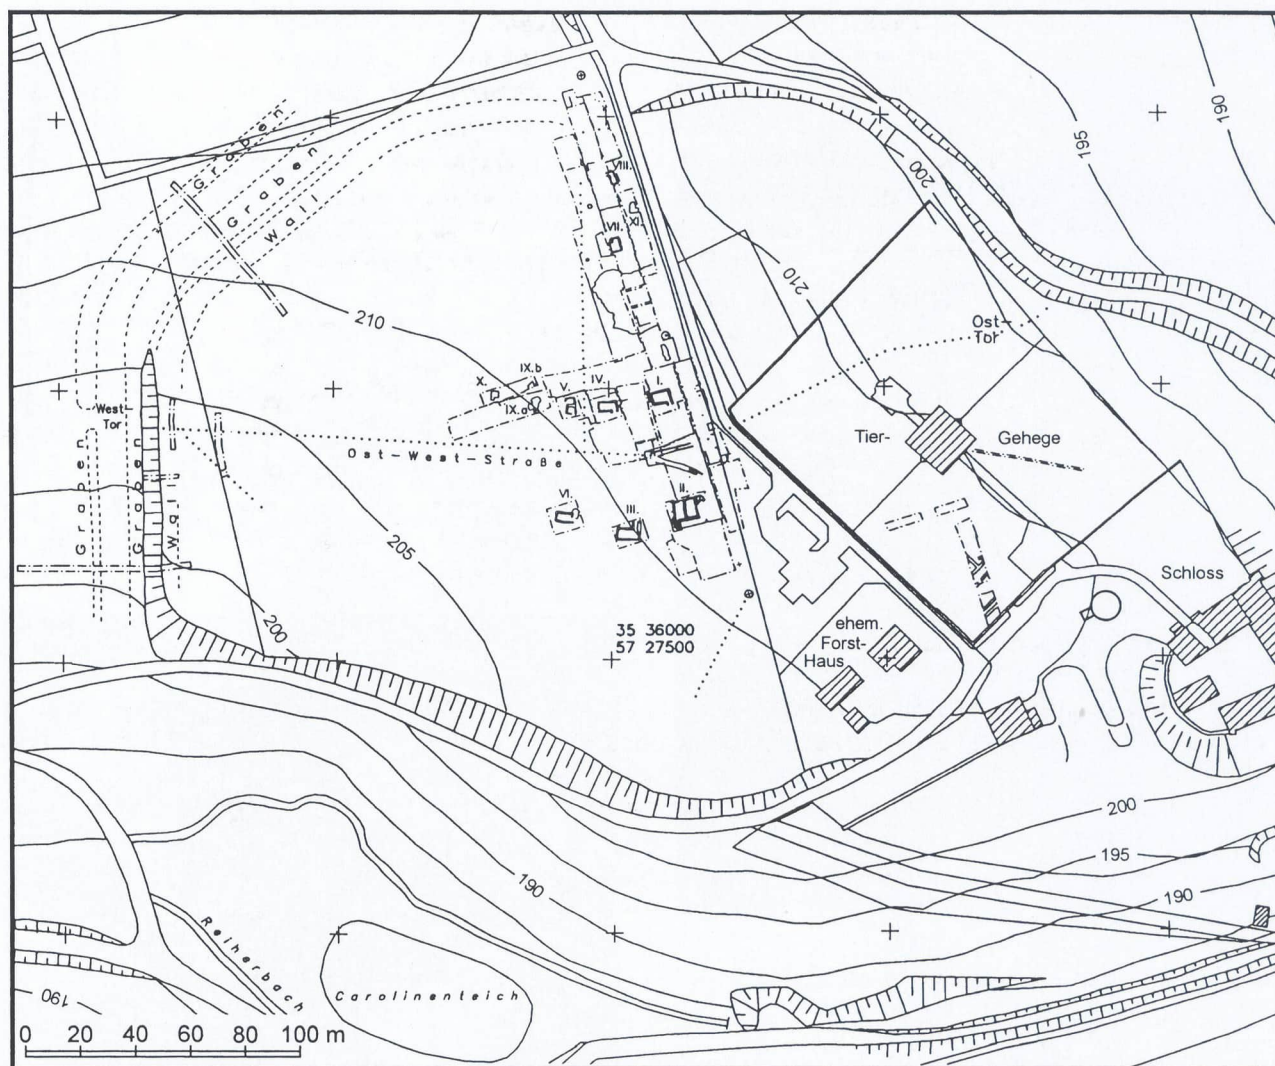 190
195
200
Graben
Graben
Wall
VIII.
XI.
VII.
210
210
Ost-
Tor
IX.b
X.
V.
IV.
I.
IX.a
West-
Tor
Tier-
Gehege
Ost-West-Straße
II.
VI.
III.
Graben
Graben
Wall
205
Schloss
200
35 36000
57 27500
ehem.
Forst-
Haus
200
195
190
190
Reiherbach
Carolinenteich
190
0 20 40 60 80 100 m